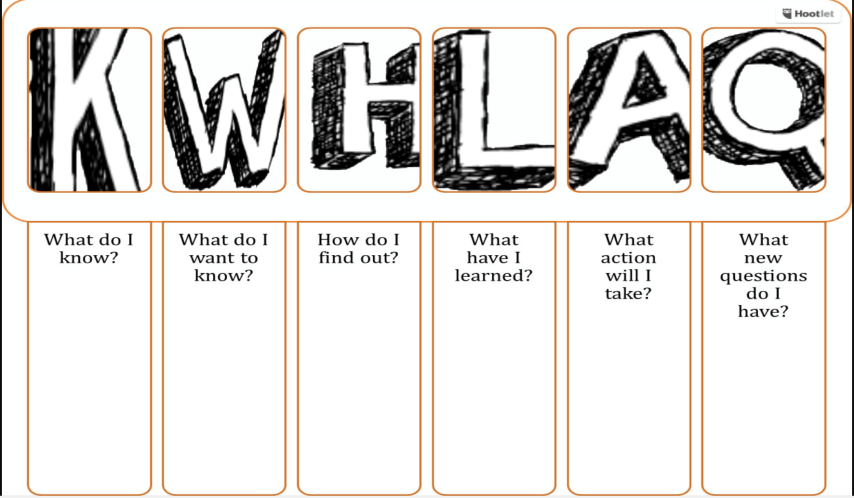 Hootlet
K W H L A Q
What do I
know?
What do I
want to
know?
How do I
find out?
What
have I
learned?
What
action
will I
take?
What
new
questions
do I
have?